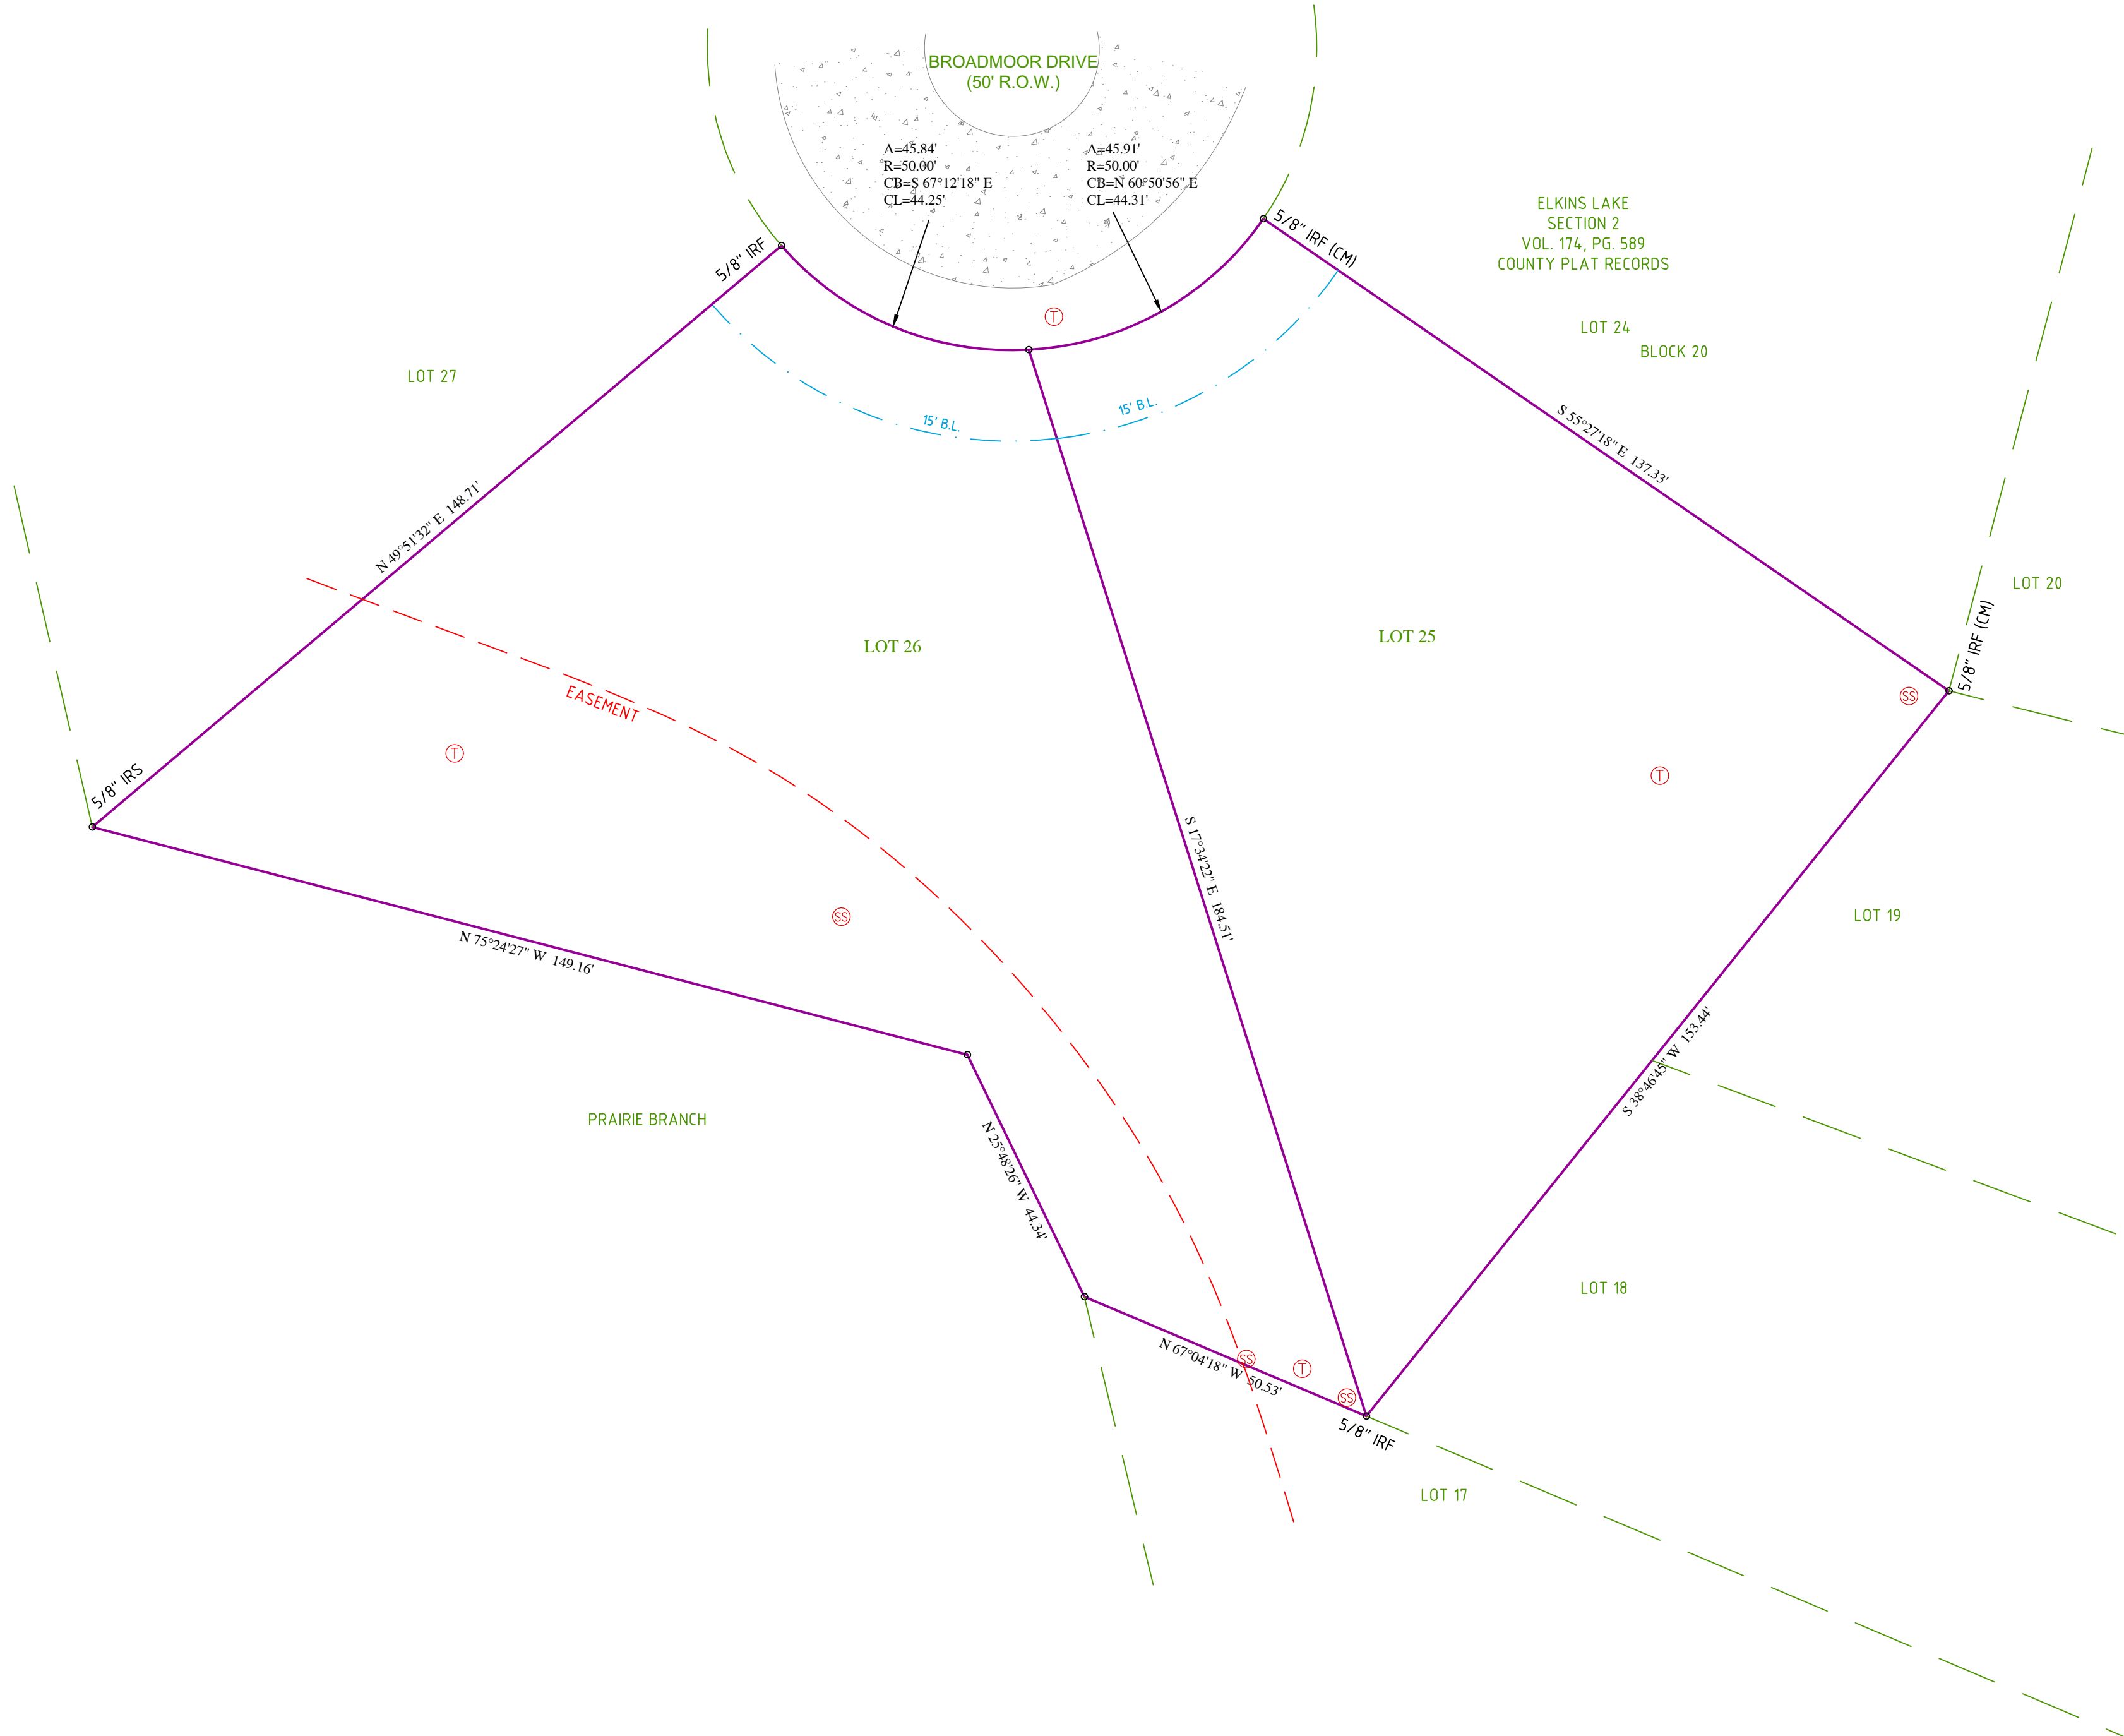 BROADMOOR DRIVE
(50' R.O.W.)
A=45.84'
R=50.00'
CB=S 67°12'18" E
CL=44.25'
A=45.91'
R=50.00'
CB=N 60°50'56" E
CL=44.31'
ELKINS LAKE
SECTION 2
VOL. 174, PG. 589
COUNTY PLAT RECORDS
5/8" IRF
5/8" IRF (CM)
T
LOT 24
BLOCK 20
LOT 27
15' B.L.
15' B.L.
S 55°27'18" E 137.33'
N 49°51'32" E 148.71'
LOT 20
LOT 26
LOT 25
5/8" IRF (CM)
SS
EASEMENT
T
T
5/8" IRS
S 17°34'22" E 184.51'
SS
LOT 19
N 75°24'27" W 149.16'
S 38°46'45" W 153.44'
PRAIRIE BRANCH
N 25°48'26" W 44.34'
LOT 18
N 67°04'18" W 50.53'
SS
T
SS
5/8" IRF
LOT 17